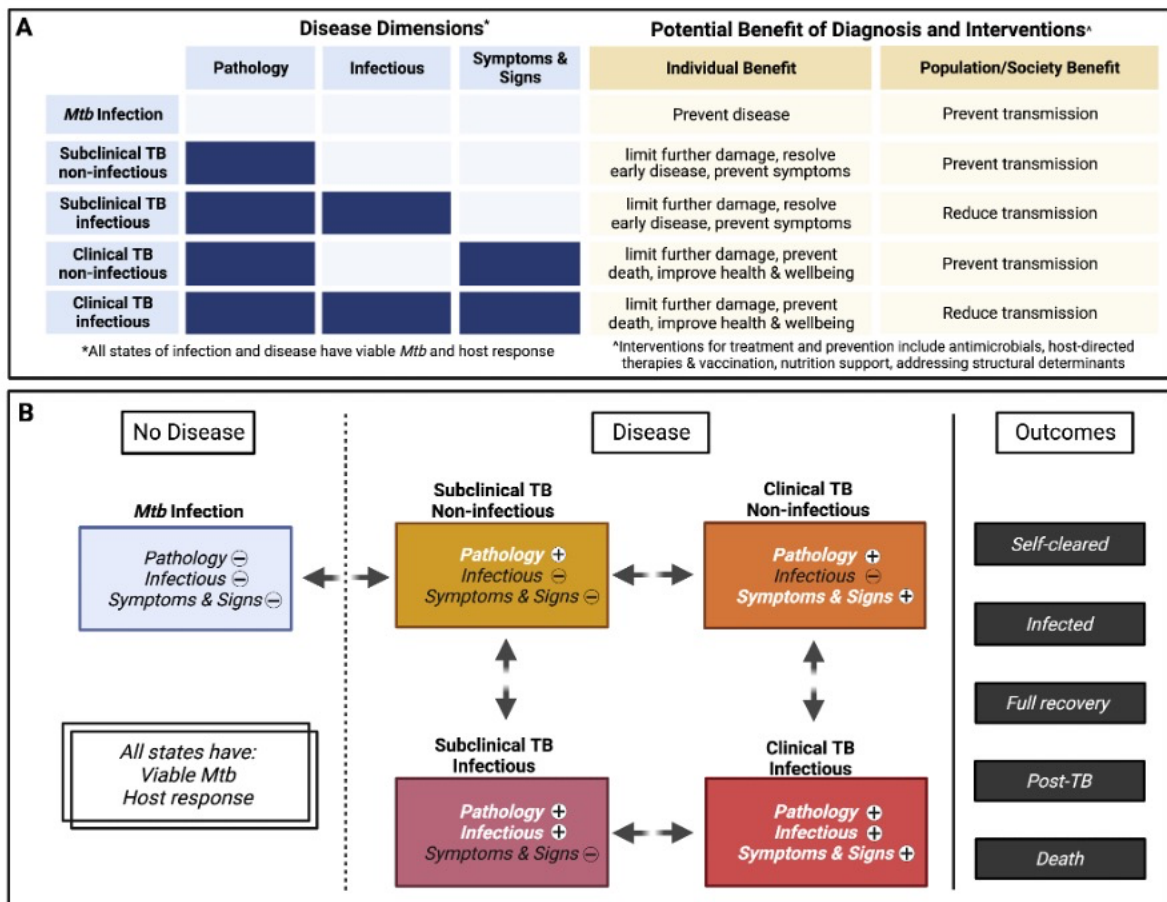 A
Disease Dimensions*
Potential Benefit of Diagnosis and Interventions^
Pathology
Infectious
Symptoms &
Signs
Individual Benefit
Population/Society Benefit
Mtb Infection
Prevent disease
Prevent transmission
Subclinical TB
non-infectious
limit further damage, resolve
early disease, prevent symptoms
Prevent transmission
Subclinical TB
infectious
limit further damage, resolve
early disease, prevent symptoms
Reduce transmission
Clinical TB
non-infectious
limit further damage, prevent
death, improve health & wellbeing
Prevent transmission
Clinical TB
infectious
limit further damage, prevent
death, improve health & wellbeing
Reduce transmission
*All states of infection and disease have viable Mtb and host response
^Interventions for treatment and prevention include antimicrobials, host-directed
therapies & vaccination, nutrition support, addressing structural determinants
B
No Disease
Disease
Outcomes
Mtb Infection
Pathology ⊖
Infectious ⊖
Symptoms & Signs ⊖
Subclinical TB
Non-infectious
Pathology ⊕
Infectious ⊖
Symptoms & Signs ⊖
Clinical TB
Non-infectious
Pathology ⊕
Infectious ⊖
Symptoms & Signs ⊕
All states have:
Viable Mtb
Host response
Subclinical TB
Infectious
Pathology ⊕
Infectious ⊕
Symptoms & Signs ⊖
Clinical TB
Infectious
Pathology ⊕
Infectious ⊕
Symptoms & Signs ⊕
Self-cleared
Infected
Full recovery
Post-TB
Death